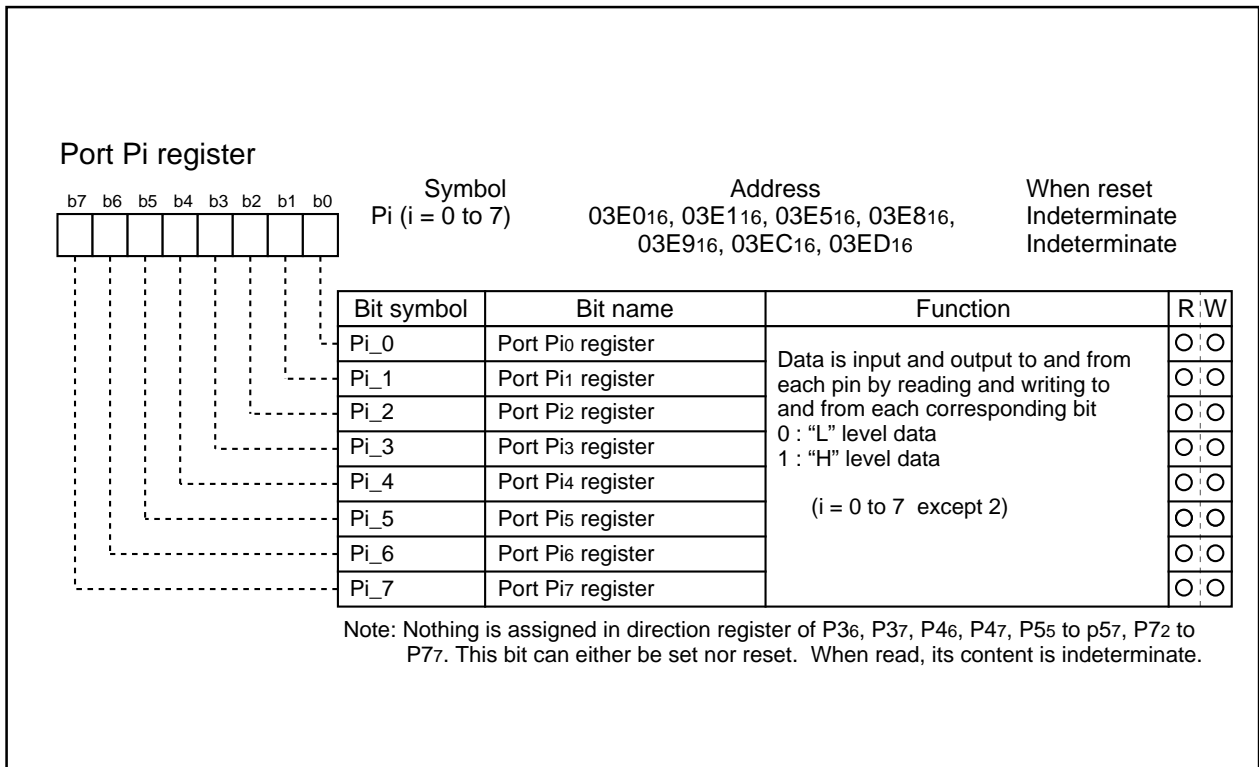 Port Pi register
b7 b6 b5 b4 b3 b2 b1 b0
Symbol Address When reset
Pi (i = 0 to 7) 03E016, 03E116, 03E516, 03E816, Indeterminate
03E916, 03EC16, 03ED16 Indeterminate
Bit symbol Bit name Function R W
Pi_0 Port Pi0 register
Pi_1 Port Pi1 register
Pi_2 Port Pi2 register
Pi_3 Port Pi3 register
Pi_4 Port Pi4 register
Pi_5 Port Pi5 register
Pi_6 Port Pi6 register
Pi_7 Port Pi7 register
Data is input and output to and from
each pin by reading and writing to
and from each corresponding bit
0 : “L” level data
1 : “H” level data
(i = 0 to 7 except 2)
Note: Nothing is assigned in direction register of P36, P37, P46, P47, P55 to p57, P72 to
P77. This bit can either be set nor reset. When read, its content is indeterminate.